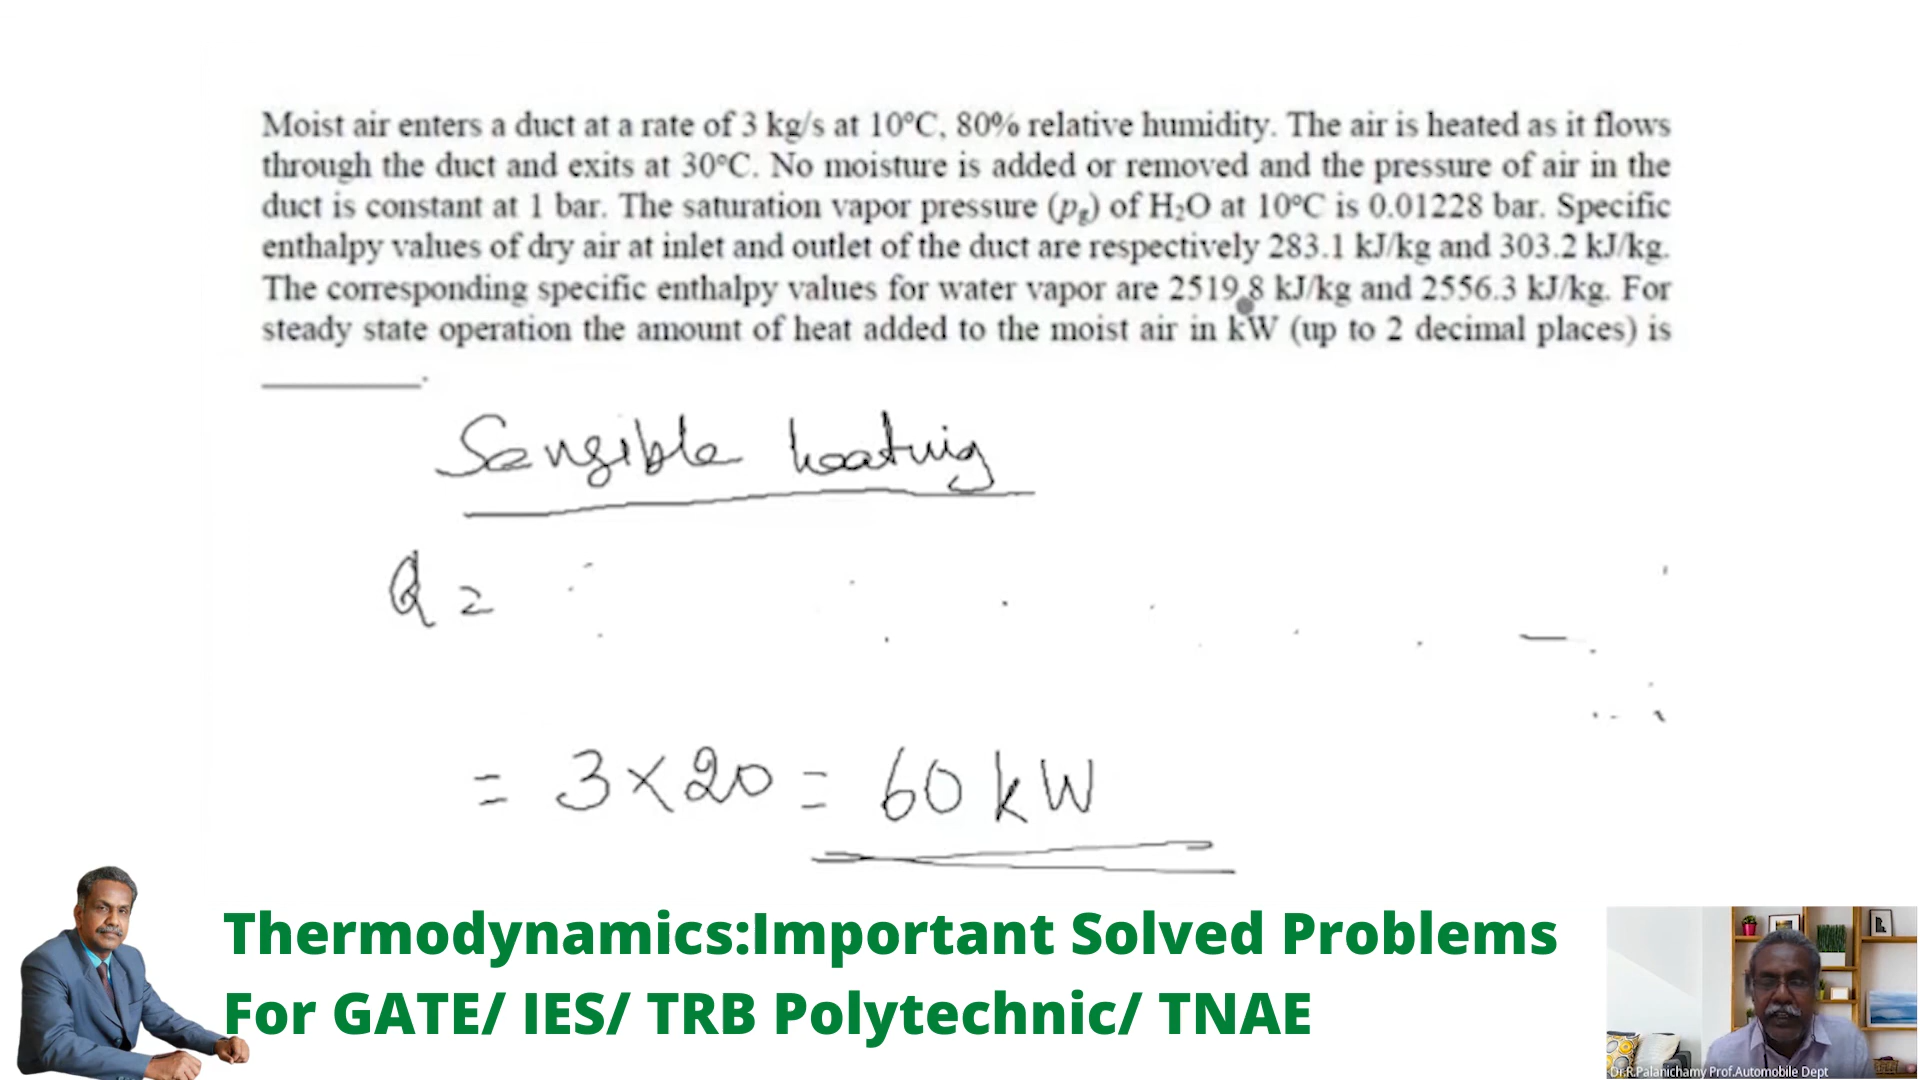 Moist air enters a duct at a rate of 3 kg/s at 10°C, 80% relative humidity. The air is heated as it flows
through the duct and exits at 30°C. No moisture is added or removed and the pressure of air in the
duct is constant at 1 bar. The saturation vapor pressure (pg) of H₂O at 10°C is 0.01228 bar. Specific
enthalpy values of dry air at inlet and outlet of the duct are respectively 283.1 kJ/kg and 303.2 kJ/kg.
The corresponding specific enthalpy values for water vapor are 2519.8 kJ/kg and 2556.3 kJ/kg. For
steady state operation the amount of heat added to the moist air in kW (up to 2 decimal places) is
________.
Sensible heating
Q =
= 3 × 20 = 60 kW
Thermodynamics:Important Solved Problems
For GATE/ IES/ TRB Polytechnic/ TNAE
Dr.R.Palanichamy Prof.Automobile Dept